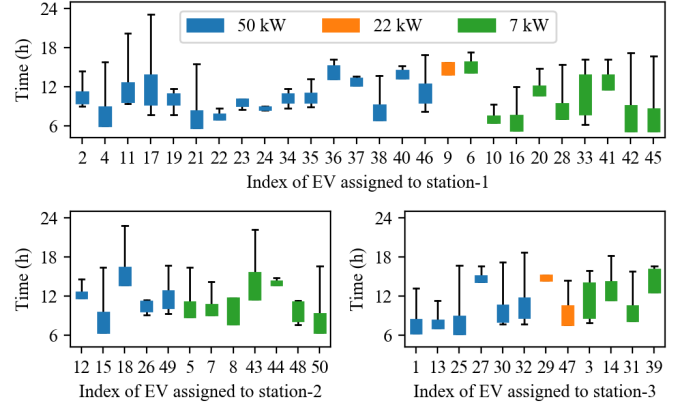 24
18
12
6
Time (h)
50 kW 22 kW 7 kW
2 4 11 17 19 21 22 23 24 34 35 36 37 38 40 46 9 6 10 16 20 28 33 41 42 45
Index of EV assigned to station-1
24
18
12
6
Time (h)
12 15 18 26 49 5 7 8 43 44 48 50
Index of EV assigned to station-2
24
18
12
6
Time (h)
1 13 25 27 30 32 29 47 3 14 31 39
Index of EV assigned to station-3